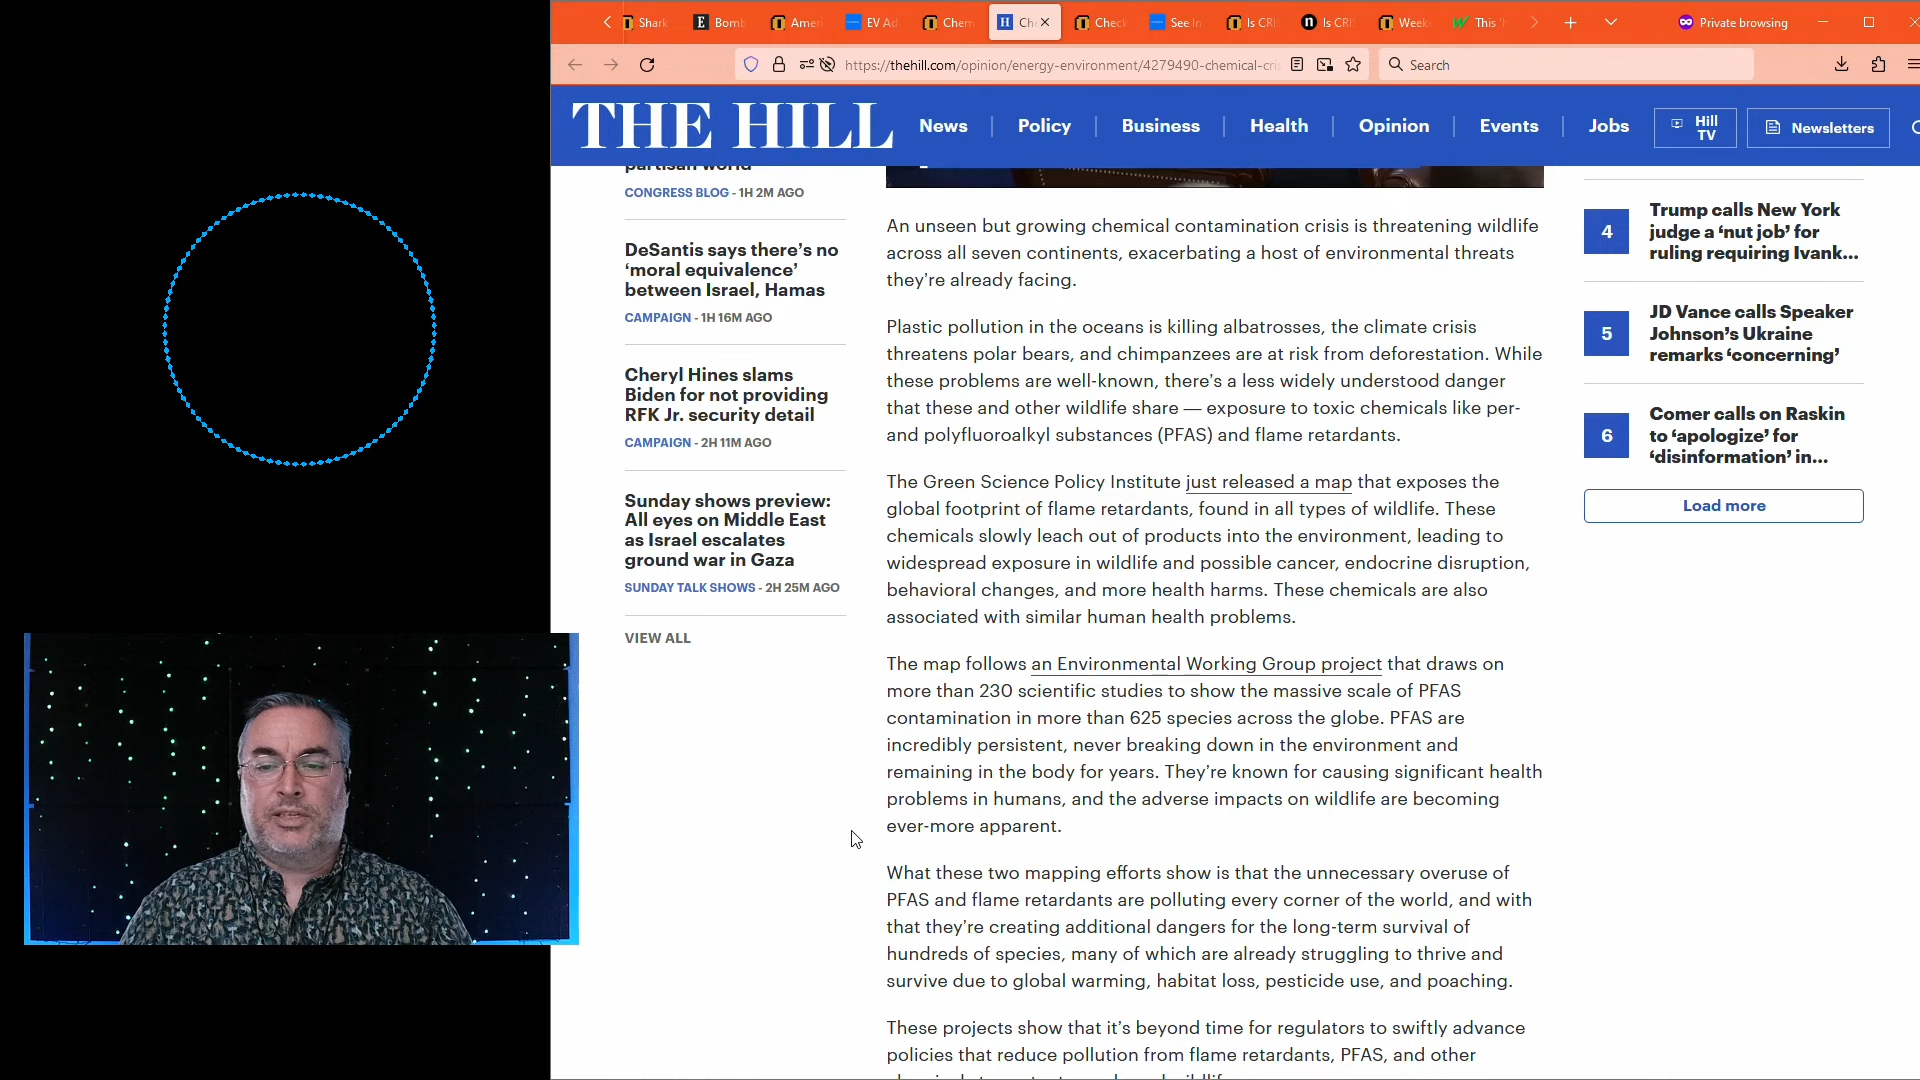 Shark
Bomb
Amer
EV Ad
Chem
Ch
Check
See In
Is CRI
Is CRI
Week
This '
Private browsing
https://thehill.com/opinion/energy-environment/4279490-chemical-cri
Search
THE HILL
News
Policy
Business
Health
Opinion
Events
Jobs
Hill
TV
Newsletters
partisan world
CONGRESS BLOG - 1H 2M AGO
DeSantis says there’s no
‘moral equivalence’
between Israel, Hamas
CAMPAIGN - 1H 16M AGO
Cheryl Hines slams
Biden for not providing
RFK Jr. security detail
CAMPAIGN - 2H 11M AGO
Sunday shows preview:
All eyes on Middle East
as Israel escalates
ground war in Gaza
SUNDAY TALK SHOWS - 2H 25M AGO
VIEW ALL
An unseen but growing chemical contamination crisis is threatening wildlife
across all seven continents, exacerbating a host of environmental threats
they’re already facing.
Plastic pollution in the oceans is killing albatrosses, the climate crisis
threatens polar bears, and chimpanzees are at risk from deforestation. While
these problems are well-known, there’s a less widely understood danger
that these and other wildlife share — exposure to toxic chemicals like per-
and polyfluoroalkyl substances (PFAS) and flame retardants.
The Green Science Policy Institute just released a map that exposes the
global footprint of flame retardants, found in all types of wildlife. These
chemicals slowly leach out of products into the environment, leading to
widespread exposure in wildlife and possible cancer, endocrine disruption,
behavioral changes, and more health harms. These chemicals are also
associated with similar human health problems.
The map follows an Environmental Working Group project that draws on
more than 230 scientific studies to show the massive scale of PFAS
contamination in more than 625 species across the globe. PFAS are
incredibly persistent, never breaking down in the environment and
remaining in the body for years. They’re known for causing significant health
problems in humans, and the adverse impacts on wildlife are becoming
ever-more apparent.
What these two mapping efforts show is that the unnecessary overuse of
PFAS and flame retardants are polluting every corner of the world, and with
that they’re creating additional dangers for the long-term survival of
hundreds of species, many of which are already struggling to thrive and
survive due to global warming, habitat loss, pesticide use, and poaching.
These projects show that it’s beyond time for regulators to swiftly advance
policies that reduce pollution from flame retardants, PFAS, and other
4
Trump calls New York
judge a ‘nut job’ for
ruling requiring Ivank...
5
JD Vance calls Speaker
Johnson’s Ukraine
remarks ‘concerning’
6
Comer calls on Raskin
to ‘apologize’ for
‘disinformation’ in...
Load more